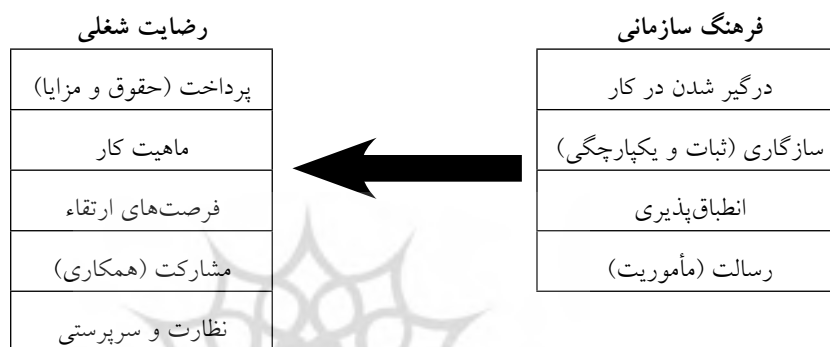 فرهنگ سازمانی
درگیر شدن در کار
سازگاری (ثبات و یکپارچگی)
انطباق‌پذیری
رسالت (مأموریت)
رضایت شغلی
پرداخت (حقوق و مزایا)
ماهیت کار
فرصت‌های ارتقاء
مشارکت (همکاری)
نظارت و سرپرستی